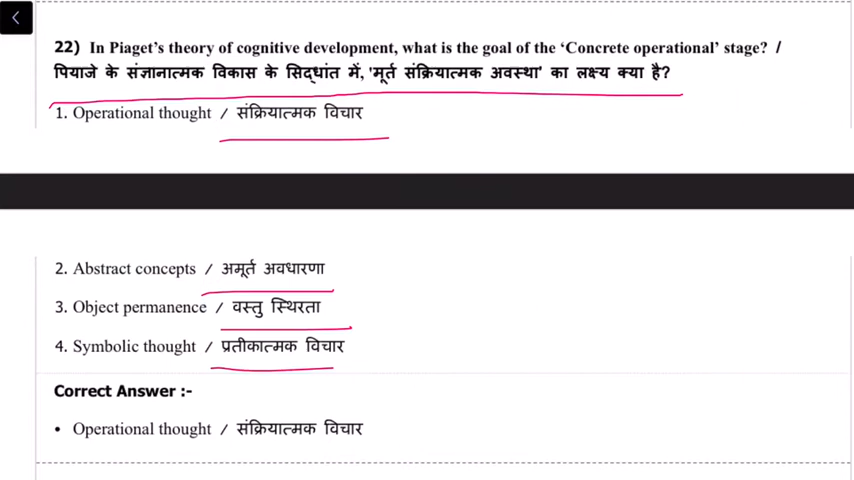 22) In Piaget's theory of cognitive development, what is the goal of the ‘Concrete operational’ stage? /
पियाजे के संज्ञानात्मक विकास के सिद्धांत में, 'मूर्त संक्रियात्मक अवस्था' का लक्ष्य क्या है?
1. Operational thought / संक्रियात्मक विचार
2. Abstract concepts / अमूर्त अवधारणा
3. Object permanence / वस्तु स्थिरता
4. Symbolic thought / प्रतीकात्मक विचार
Correct Answer :-
• Operational thought / संक्रियात्मक विचार